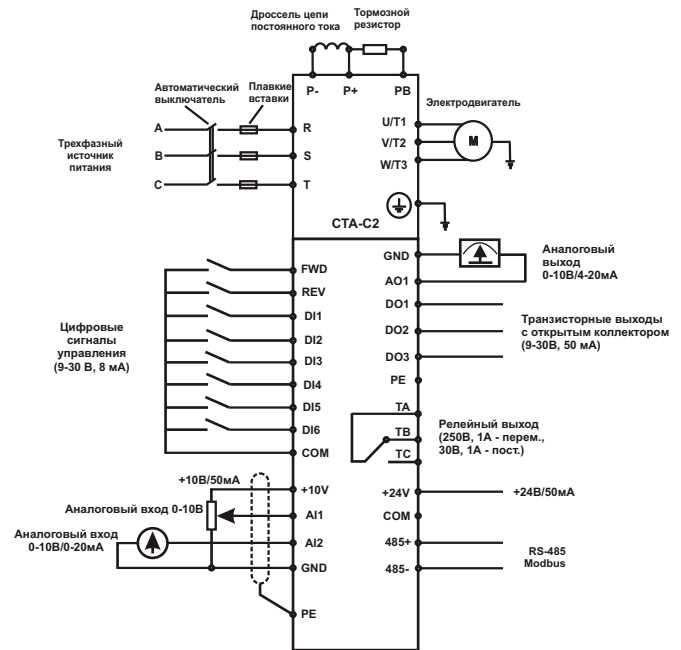 Дроссель цепи
постоянного тока
Тормозной
резистор
P-
P+
PB
Автоматический
выключатель
Плавкие
вставки
Электродвигатель
Трехфазный
источник
питания
A
B
C
R
S
T
U/T1
V/T2
W/T3
M
СТА-С2
FWD
REV
DI1
DI2
DI3
DI4
DI5
DI6
COM
Цифровые
сигналы
управления
(9-30 В, 8 мА)
GND
AO1
DO1
DO2
DO3
PE
TA
TB
TC
Аналоговый
выход
0-10В/4-20мА
Транзисторные выходы
с открытым коллектором
(9-30В, 50 мА)
Релейный выход
(250В, 1А - перем.,
30В, 1А - пост.)
+10В/50мА
Аналоговый вход 0-10В
Аналоговый вход
0-10В/0-20мА
+10V
AI1
AI2
GND
PE
+24V
COM
485+
485-
+24В/50мА
RS-485
Modbus